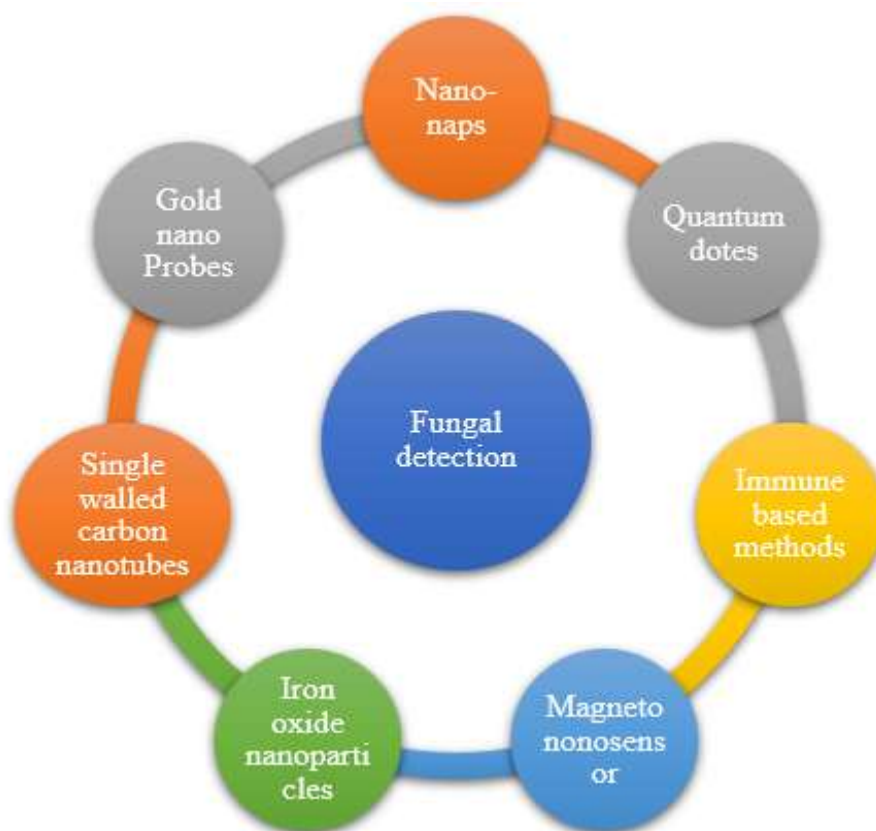 Nano-
naps
Quantum
dotes
Immune
based
methods
Magneto
nonosens
or
Iron
oxide
nanoparti
cles
Single
walled
carbon
nanotubes
Gold
nano
Probes
Fungal
detection